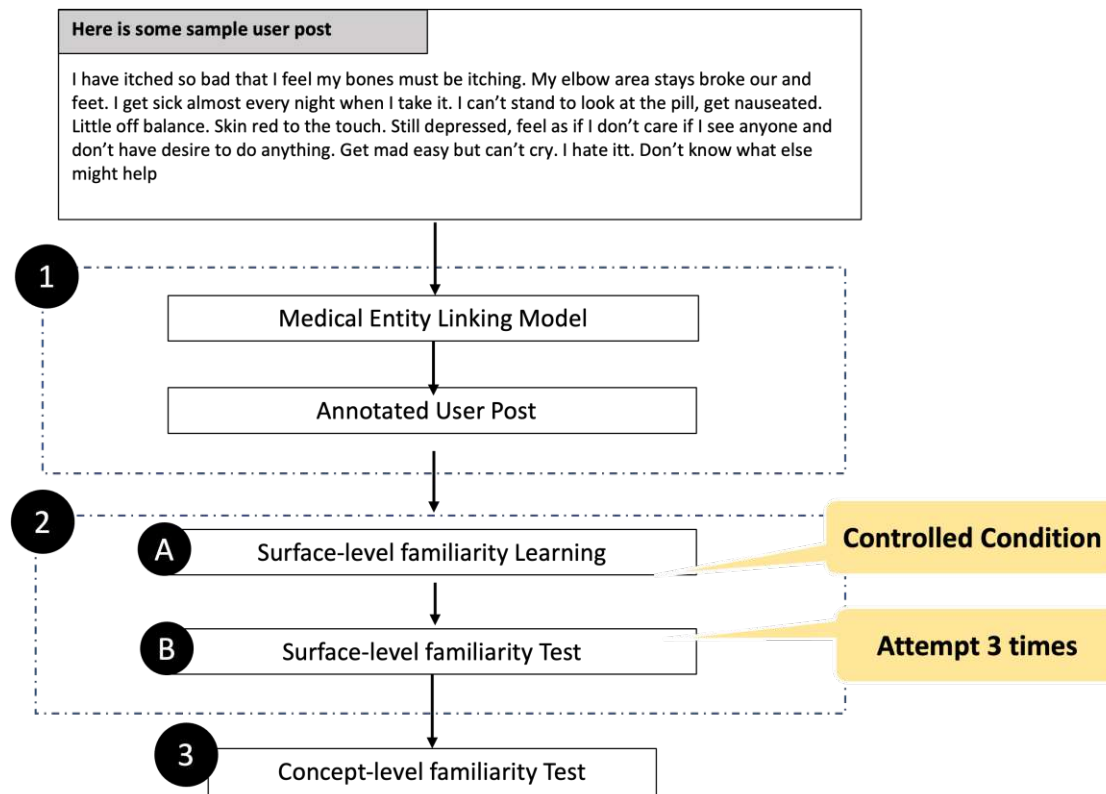 Here is some sample user post
I have itched so bad that I feel my bones must be itching. My elbow area stays broke our and
feet. I get sick almost every night when I take it. I can't stand to look at the pill, get nauseated.
Little off balance. Skin red to the touch. Still depressed, feel as if I don't care if I see anyone and
don't have desire to do anything. Get mad easy but can't cry. I hate itt. Don't know what else
might help
1
Medical Entity Linking Model
Annotated User Post
2
A
Surface-level familiarity Learning
Controlled Condition
B
Surface-level familiarity Test
Attempt 3 times
3
Concept-level familiarity Test